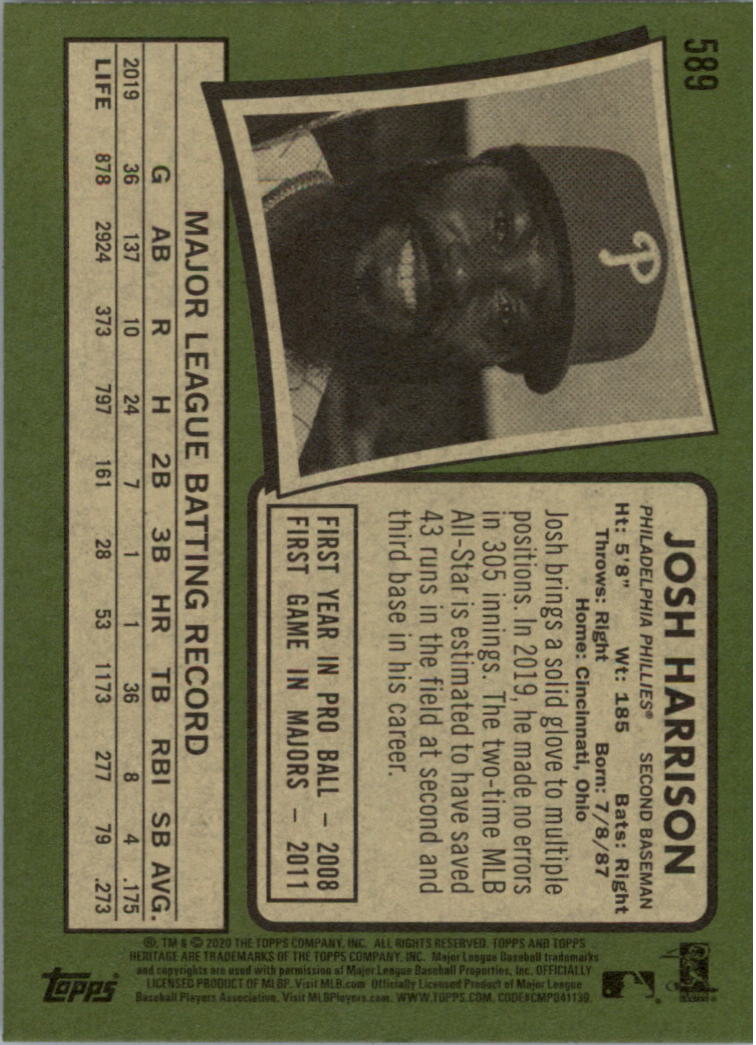 589
P
JOSH HARRISON
PHILADELPHIA PHILLIES® SECOND BASEMAN
Ht: 5'8" Wt: 185 Bats: Right
Throws: Right Born: 7/8/87
Home: Cincinnati, Ohio
Josh brings a solid glove to multiple
positions. In 2019, he made no errors
in 305 innings. The two-time MLB
All-Star is estimated to have saved
43 runs in the field at second and
third base in his career.
FIRST YEAR IN PRO BALL – 2008
FIRST GAME IN MAJORS – 2011
MAJOR LEAGUE BATTING RECORD
G AB R H 2B 3B HR TB RBI SB AVG.
2019 36 137 10 24 7 1 1 36 8 4 .175
LIFE 878 2924 373 797 161 28 53 1173 277 79 .273
®, TM & © 2020 THE TOPPS COMPANY, INC. ALL RIGHTS RESERVED. TOPPS AND TOPPS
HERITAGE ARE TRADEMARKS OF THE TOPPS COMPANY, INC. Major League Baseball trademarks
and copyrights are used with permission of Major League Baseball Properties, Inc. OFFICIALLY
LICENSED PRODUCT OF MLBP. Visit MLB.com Officially Licensed Product of Major League
Baseball Players Association. Visit MLBPlayers.com. WWW.TOPPS.COM. CODE#CMP041139.
Topps